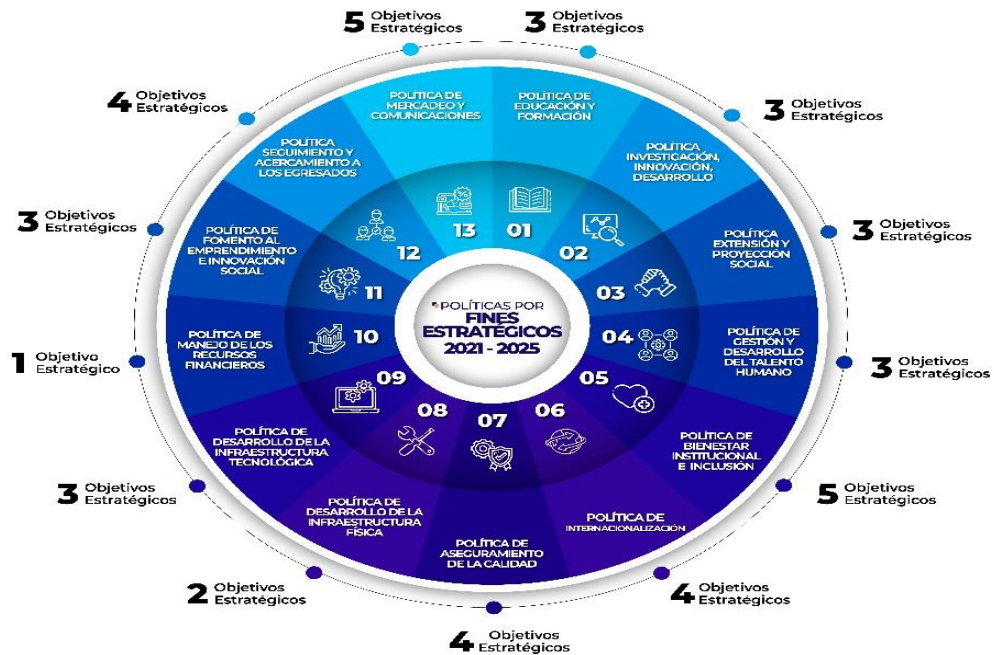 POLÍTICAS POR
FINES
ESTRATÉGICOS
2021 - 2025
01
POLÍTICA DE
EDUCACIÓN Y
FORMACIÓN
3 Objetivos
Estratégicos
02
POLÍTICA
INVESTIGACIÓN,
INNOVACIÓN,
DESARROLLO
3 Objetivos
Estratégicos
03
POLÍTICA
EXTENSIÓN Y
PROYECCIÓN
SOCIAL
3 Objetivos
Estratégicos
04
POLÍTICA DE
GESTIÓN Y
DESARROLLO
DEL TALENTO
HUMANO
3 Objetivos
Estratégicos
05
POLÍTICA DE
BIENESTAR
INSTITUCIONAL
E INCLUSIÓN
5 Objetivos
Estratégicos
06
POLÍTICA DE
INTERNACIONALIZACIÓN
4 Objetivos
Estratégicos
07
POLÍTICA DE
ASEGURAMIENTO
DE LA CALIDAD
4 Objetivos
Estratégicos
08
POLÍTICA DE
DESARROLLO DE LA
INFRAESTRUCTURA
FÍSICA
2 Objetivos
Estratégicos
09
POLÍTICA DE
DESARROLLO DE LA
INFRAESTRUCTURA
TECNOLÓGICA
3 Objetivos
Estratégicos
10
POLÍTICA DE
MANEJO DE LOS
RECURSOS
FINANCIEROS
1 Objetivo
Estratégico
11
POLÍTICA DE
FOMENTO AL
EMPRENDIMIENTO
E INNOVACIÓN
SOCIAL
3 Objetivos
Estratégicos
12
POLÍTICA
SEGUIMIENTO Y
ACERCAMIENTO A
LOS EGRESADOS
4 Objetivos
Estratégicos
13
POLÍTICA DE
MERCADEO Y
COMUNICACIONES
5 Objetivos
Estratégicos